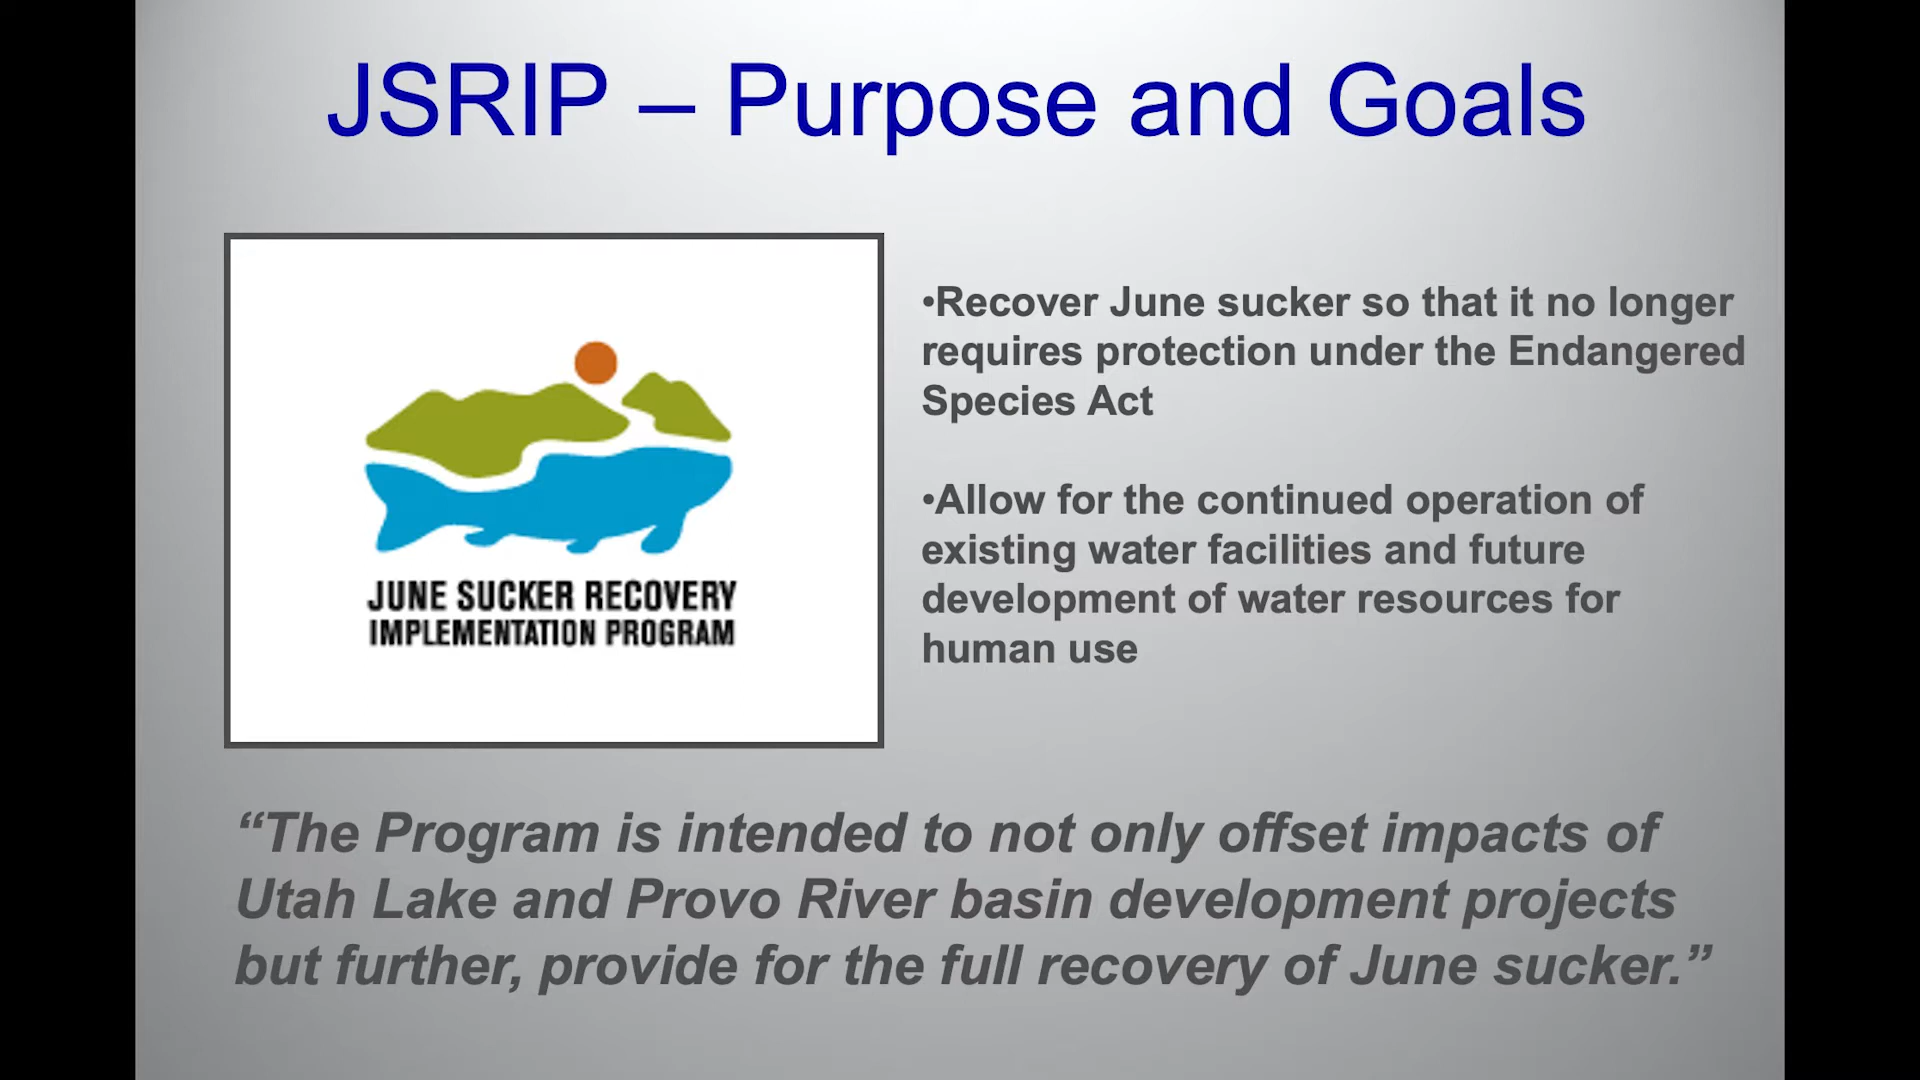 JSRIP – Purpose and Goals
JUNE SUCKER RECOVERY
IMPLEMENTATION PROGRAM
•Recover June sucker so that it no longer
requires protection under the Endangered
Species Act
•Allow for the continued operation of
existing water facilities and future
development of water resources for
human use
“The Program is intended to not only offset impacts of
Utah Lake and Provo River basin development projects
but further, provide for the full recovery of June sucker.”